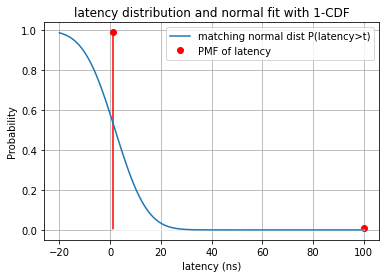 latency distribution and normal fit with 1-CDF
matching normal dist P(latency>t)
PMF of latency
Probability
1.0
0.8
0.6
0.4
0.2
0.0
−20
0
20
40
60
80
100
latency (ns)